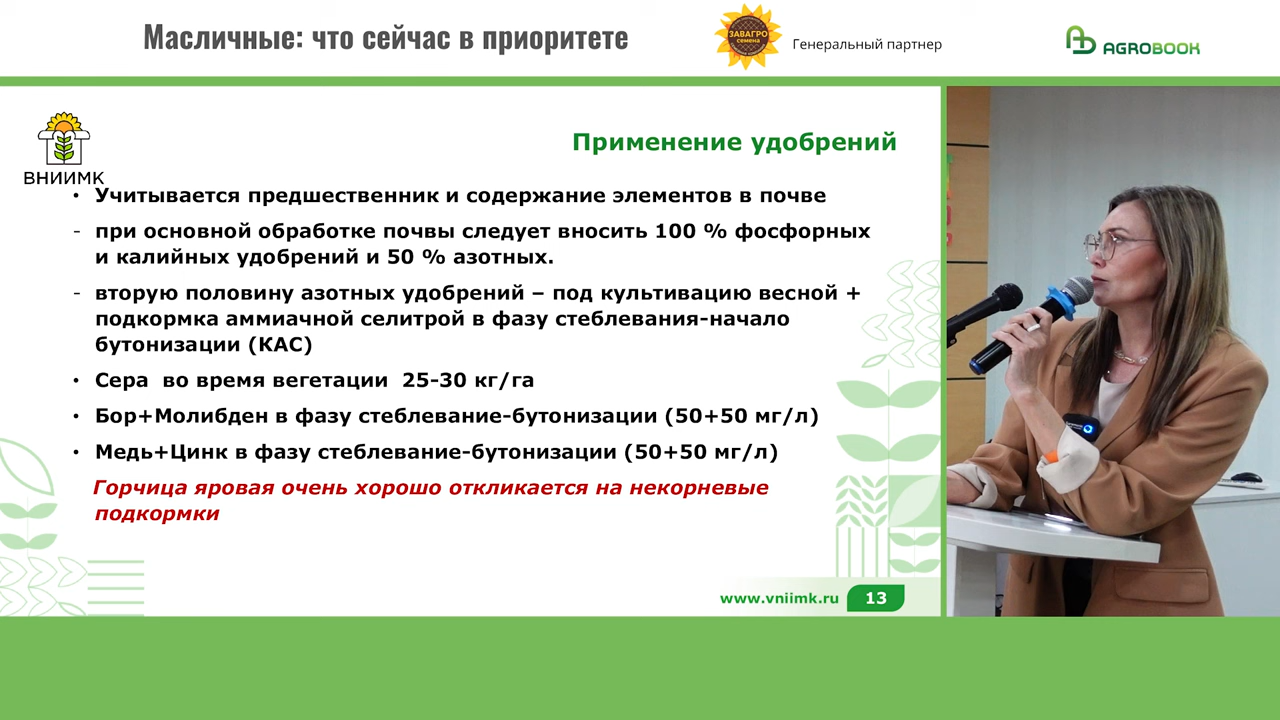 Масличные: что сейчас в приоритете
ЗАВАГРО
семена
Генеральный партнер
AGROBOOK
ВНИИМК
Применение удобрений
• Учитывается предшественник и содержание элементов в почве
- при основной обработке почвы следует вносить 100 % фосфорных
и калийных удобрений и 50 % азотных.
- вторую половину азотных удобрений – под культивацию весной +
подкормка аммиачной селитрой в фазу стеблевания-начало
бутонизации (КАС)
• Сера во время вегетации 25-30 кг/га
• Бор+Молибден в фазу стеблевание-бутонизации (50+50 мг/л)
• Медь+Цинк в фазу стеблевание-бутонизации (50+50 мг/л)
Горчица яровая очень хорошо откликается на некорневые
подкормки
www.vniimk.ru 13